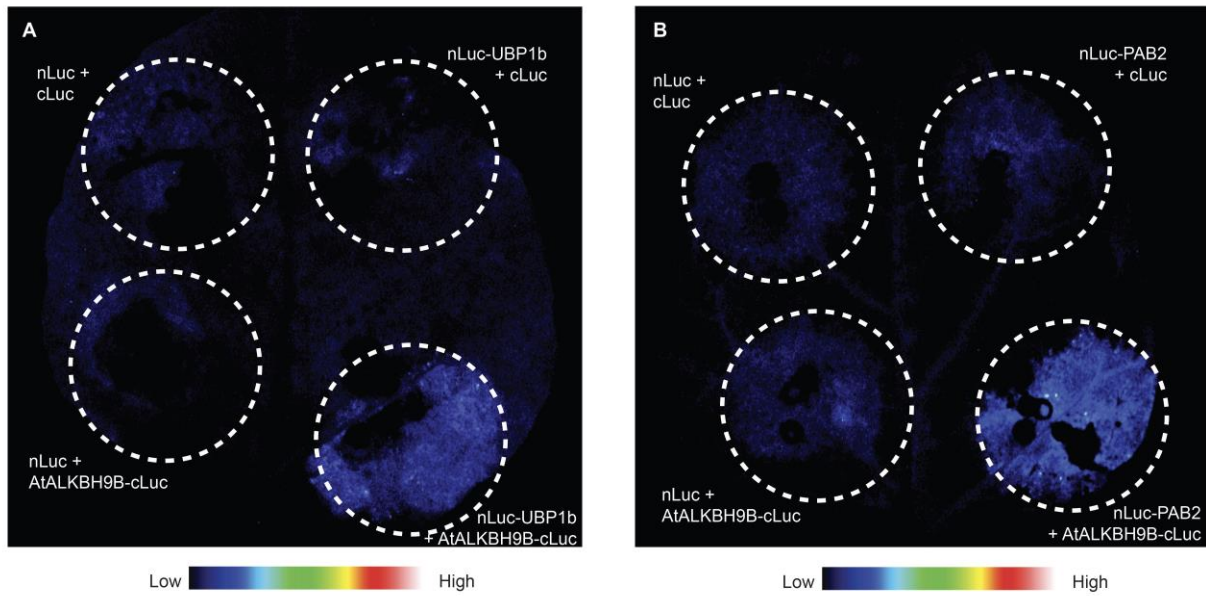 A
nLuc +
cLuc
nLuc-UBP1b
+ cLuc
nLuc +
AtALKBH9B-cLuc
nLuc-UBP1b
+ AtALKBH9B-cLuc
Low
High
B
nLuc +
cLuc
nLuc-PAB2
+ cLuc
nLuc +
AtALKBH9B-cLuc
nLuc-PAB2
+ AtALKBH9B-cLuc
Low
High